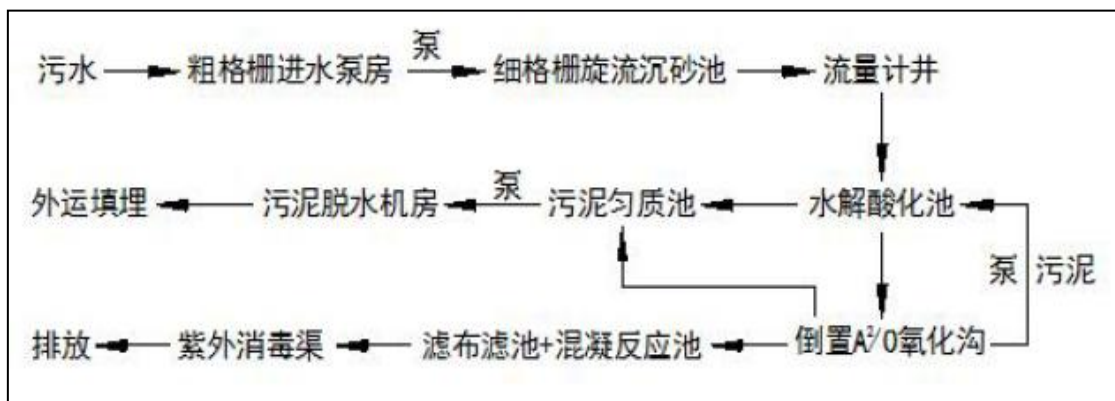 污水 粗格栅进水泵房 泵 细格栅旋流沉砂池 流量计井
外运填埋 污泥脱水机房 泵 污泥匀质池 水解酸化池
泵 污泥
排放 紫外消毒渠 滤布滤池+混凝反应池 倒置A²/O氧化沟